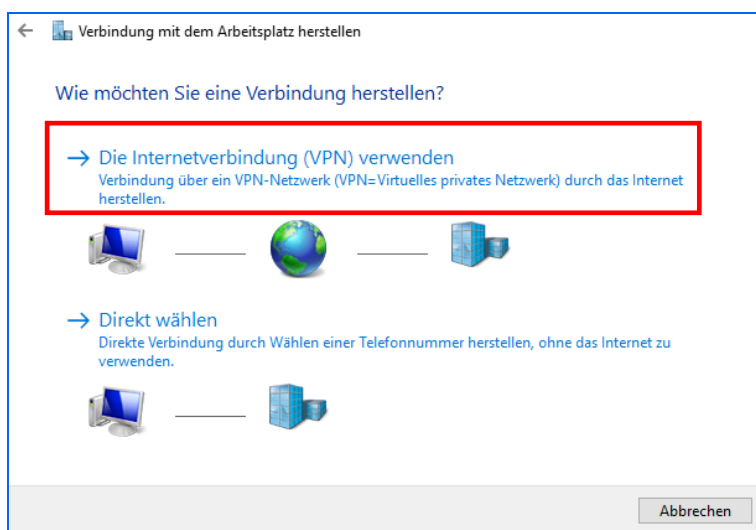 Verbindung mit dem Arbeitsplatz herstellen
Wie möchten Sie eine Verbindung herstellen?
Die Internetverbindung (VPN) verwenden
Verbindung über ein VPN-Netzwerk (VPN=Virtuelles privates Netzwerk) durch das Internet
herstellen.
Direkt wählen
Direkte Verbindung durch Wählen einer Telefonnummer herstellen, ohne das Internet zu
verwenden.
Abbrechen